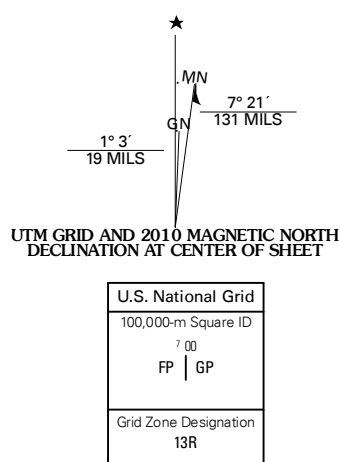 ★
MN
7° 21´
131 MILS
GN
1° 3´
19 MILS
UTM GRID AND 2010 MAGNETIC NORTH
DECLINATION AT CENTER OF SHEET
U.S. National Grid
100,000-m Square ID
7 00
FP GP
Grid Zone Designation
13R